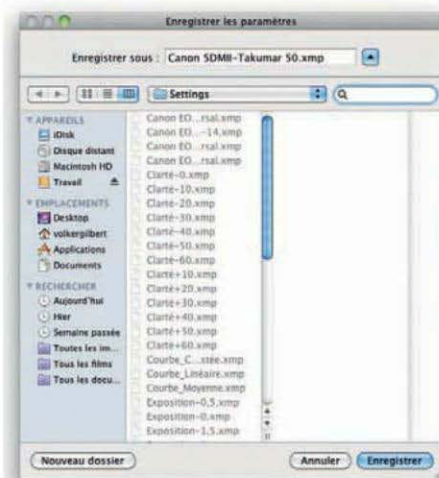 Enregistrer les paramètres
Enregistrer sous : Canon 5DMII-Takumar 50.xmp
Settings
APPAREILS
iDisk
Disque distant
Macintosh HD
Travail
EMPLACEMENTS
Desktop
volkergilbert
Applications
Documents
RECHERCHER
Aujourd'hui
Hier
Semaine passée
Toutes les im...
Tous les films
Tous les docu...
Canon EO...rsal.xmp
Canon EO...-14.xmp
Canon EO...rsal.xmp
Canon EO...rsal.xmp
Clarté-0.xmp
Clarté-10.xmp
Clarté-20.xmp
Clarté-30.xmp
Clarté-40.xmp
Clarté-50.xmp
Clarté-60.xmp
Clarté+10.xmp
Clarté+20.xmp
Clarté+30.xmp
Clarté+40.xmp
Clarté+50.xmp
Clarté+60.xmp
Courbe_C...stée.xmp
Courbe_Linéaire.xmp
Courbe_Moyenne.xmp
Exposition-0,5.xmp
Exposition-0.xmp
Exposition-1,5.xmp
Nouveau dossier
Annuler
Enregistrer